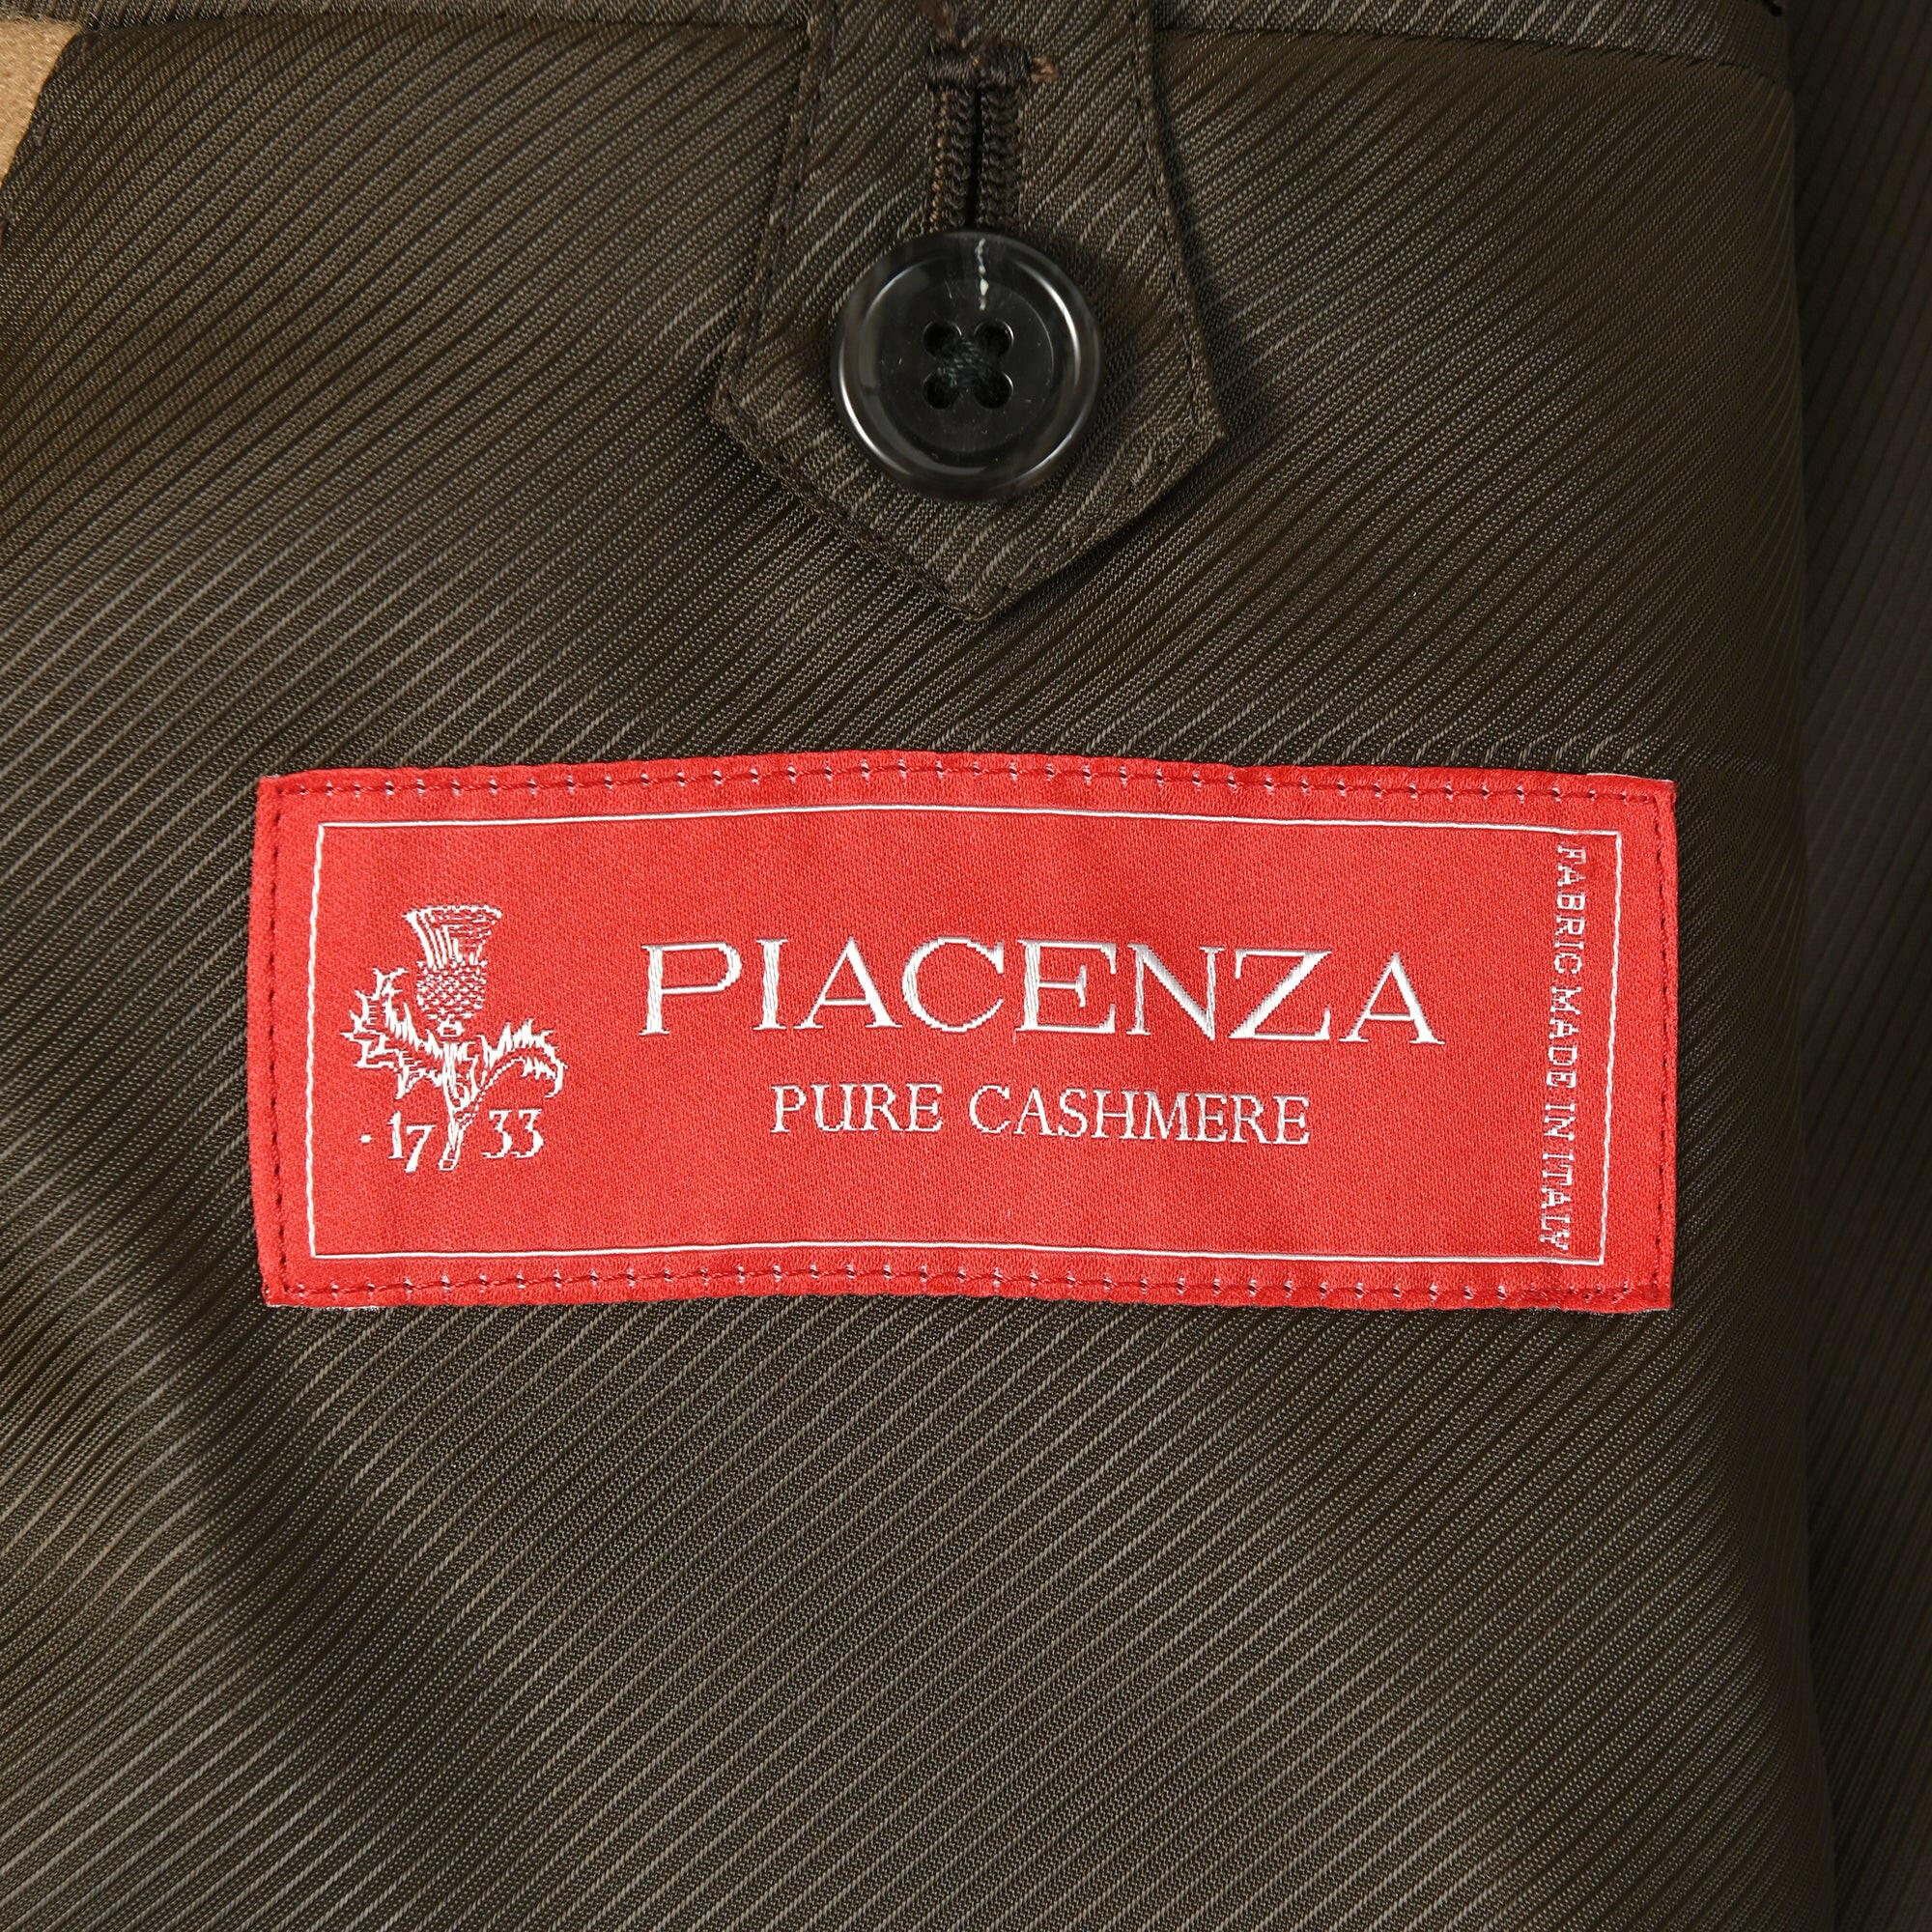 ·17 33
PIACENZA
PURE CASHMERE
FABRIC MADE IN ITALY